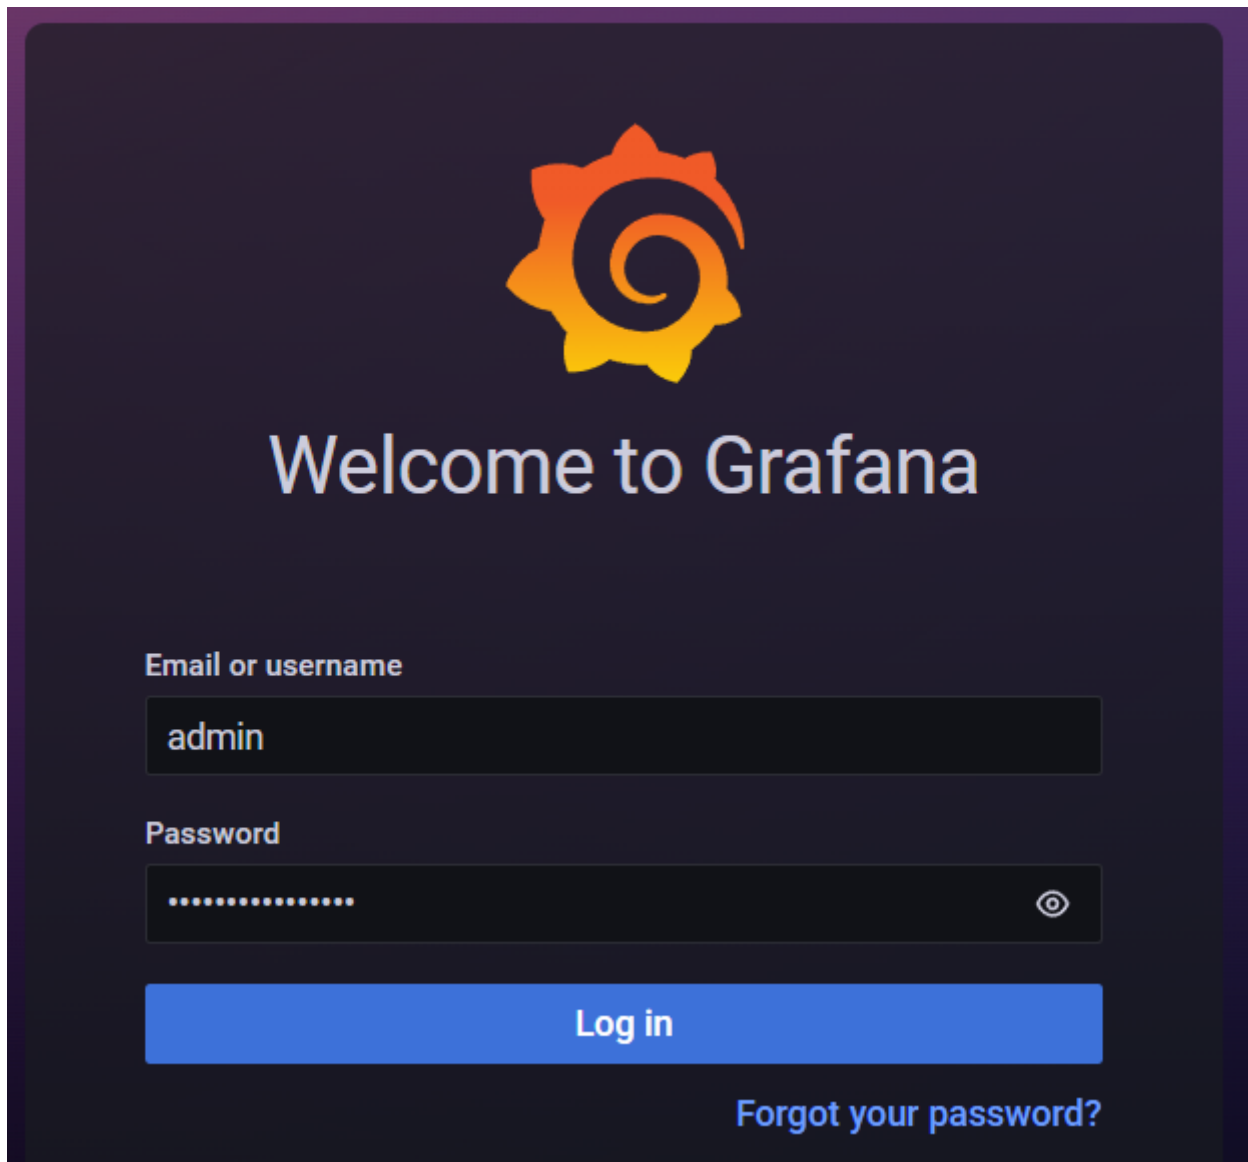 Welcome to Grafana
Email or username
admin
Password
••••••••••••••••
Log in
Forgot your password?